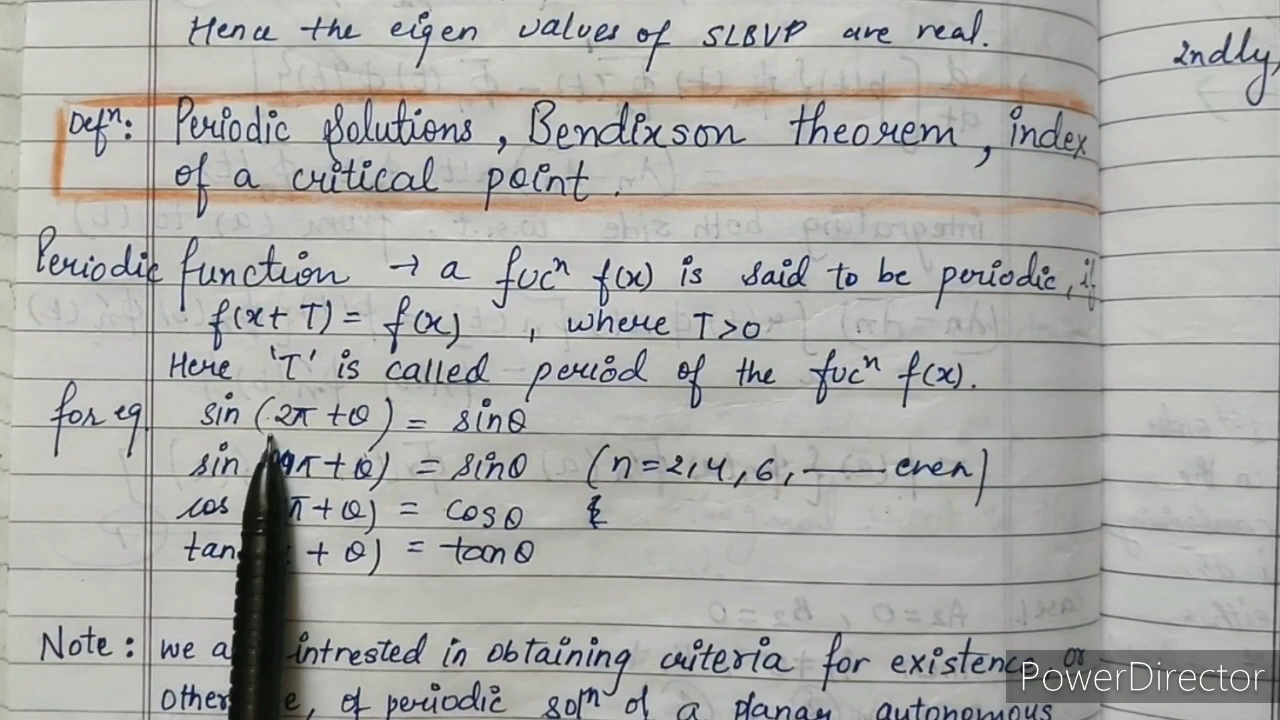 Hence the eigen values of SLBVP are real.
2ndly,
Defⁿ: Periodic Solutions, Bendixson theorem, index
of a critical point.
Periodic function → a fucⁿ f(x) is said to be periodic, if
f(x+T) = f(x) , where T>0
Here 'T' is called period of the fucⁿ f(x).
for eg. sin (2π+θ) = sinθ
sin π+θ) = sinθ (n=2,4,6,—— even)
cos π+θ) = cosθ
tan + θ) = tanθ
Note: we a intrested in obtaining criteria for existence or
other e, of periodic solⁿ of a planar autonomous
PowerDirector